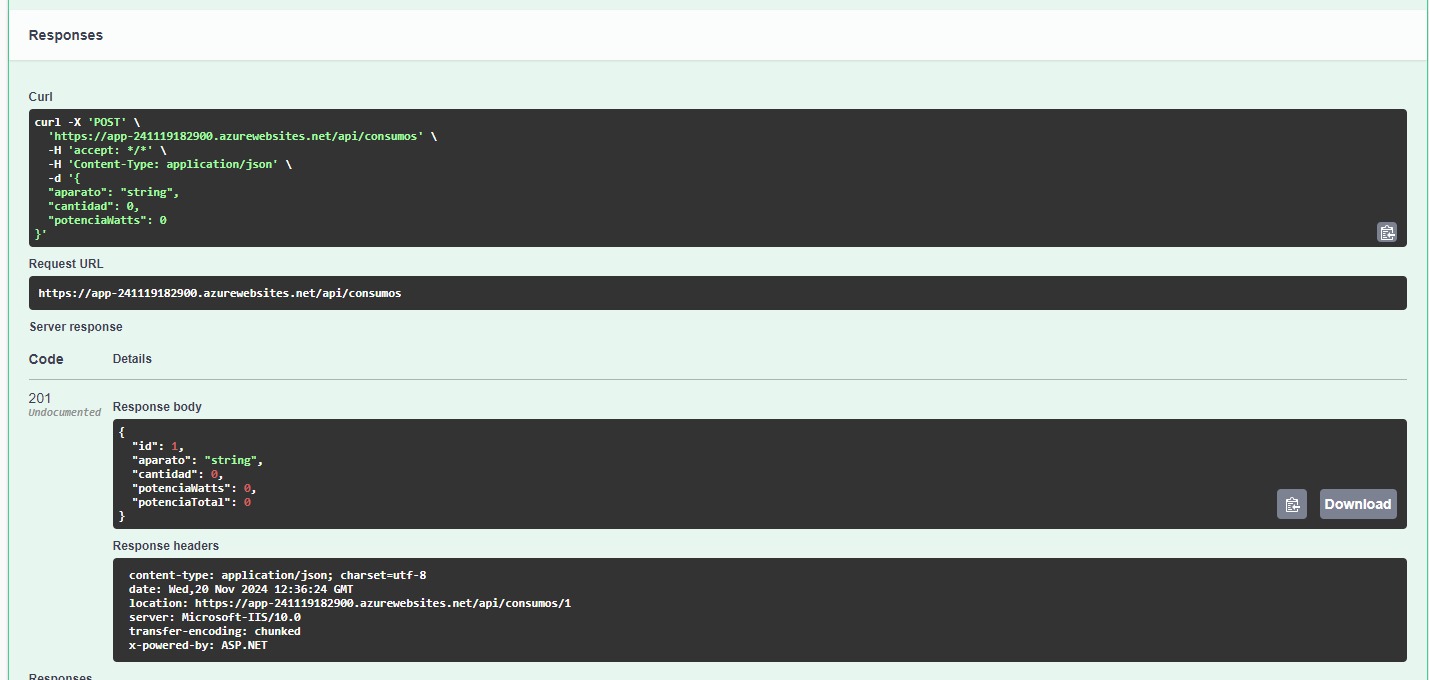 Responses
Curl
curl -X 'POST' \
  'https://app-241119182900.azurewebsites.net/api/consumos' \
  -H 'accept: */*' \
  -H 'Content-Type: application/json' \
  -d '{
  "aparato": "string",
  "cantidad": 0,
  "potenciaWatts": 0
}'
Request URL
https://app-241119182900.azurewebsites.net/api/consumos
Server response
Code Details
201
Undocumented
Response body
{
  "id": 1,
  "aparato": "string",
  "cantidad": 0,
  "potenciaWatts": 0,
  "potenciaTotal": 0
}
Download
Response headers
content-type: application/json; charset=utf-8
date: Wed,20 Nov 2024 12:36:24 GMT
location: https://app-241119182900.azurewebsites.net/api/consumos/1
server: Microsoft-IIS/10.0
transfer-encoding: chunked
x-powered-by: ASP.NET
Responses